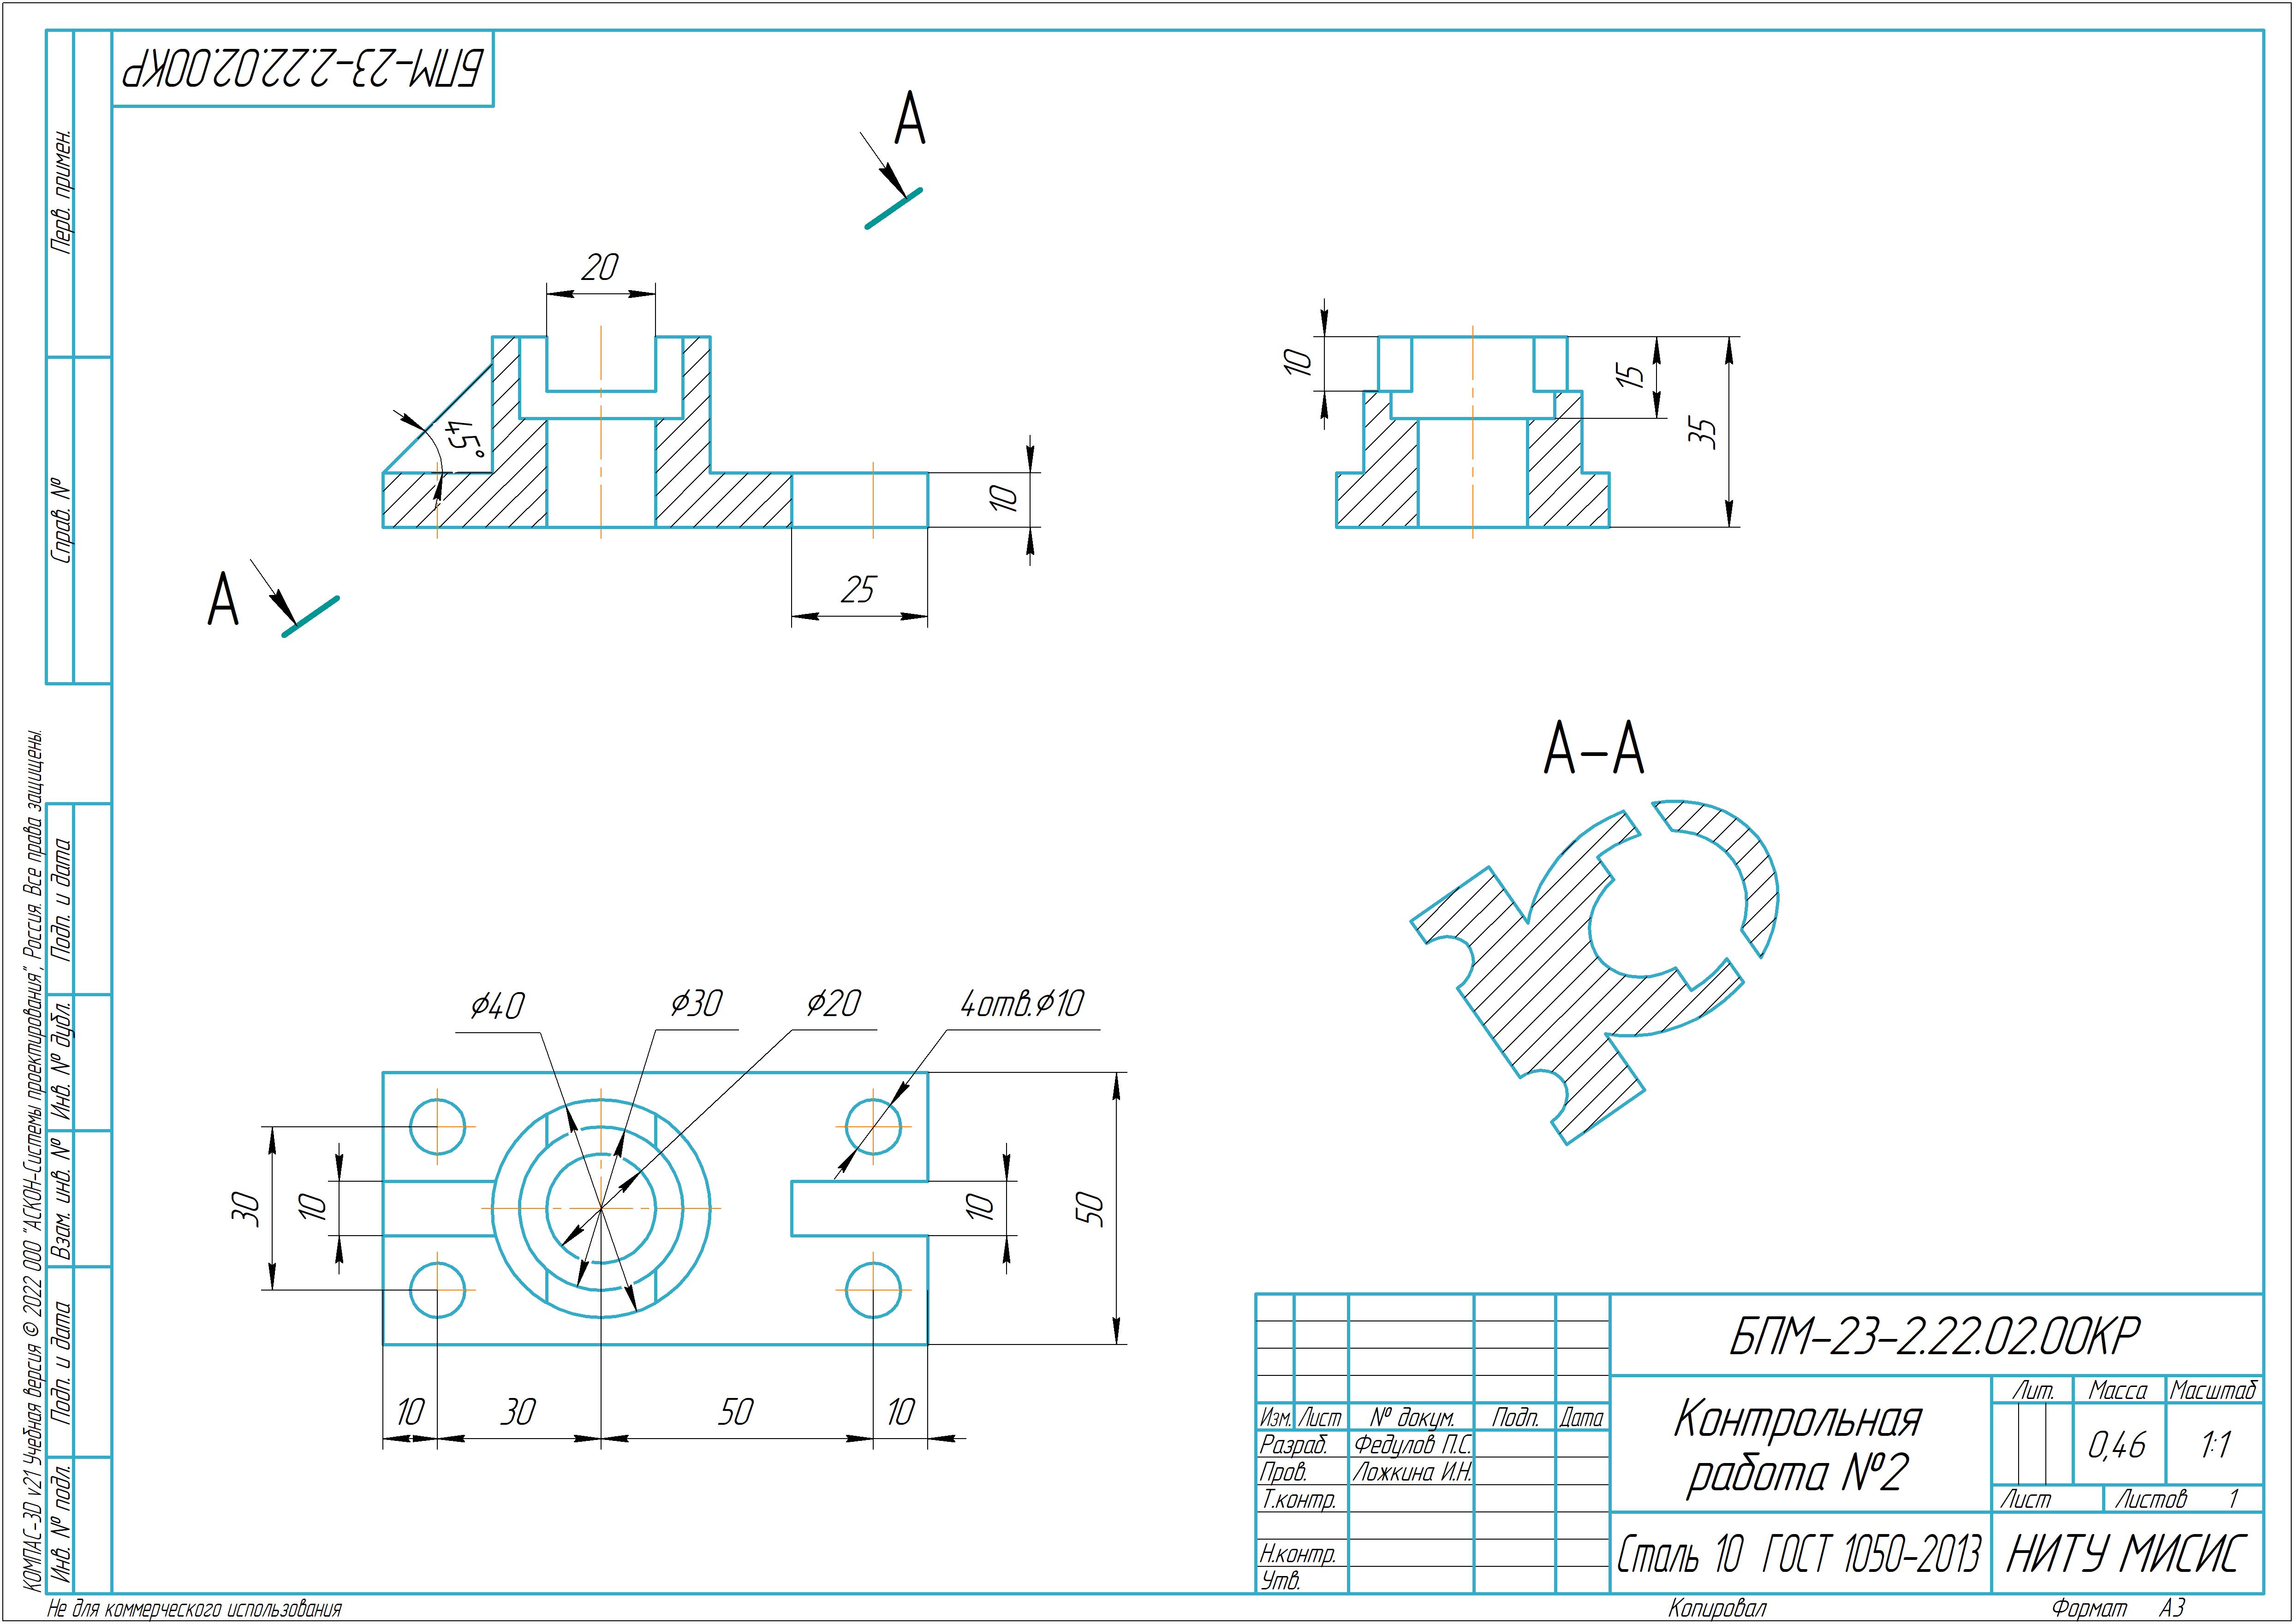 БПМ-23-2.22.02.00КР
Перв. примен.
Справ. №
Подп. и дата
Инв. № дубл.
Взам. инв. №
Подп. и дата
Инв. № подл.
КОМПАС-3D v21 Учебная версия © 2022 ООО "АСКОН-Системы проектирования", Россия. Все права защищены.
А
А
20
45°
10
25
10
15
35
А-А
ϕ40
ϕ30
ϕ20
4отв.ϕ10
30
10
10
50
10
30
50
10
БПМ-23-2.22.02.00КР
Контрольная
работа №2
Лит.
Масса
Масштаб
0,46
1:1
Лист
Листов 1
Изм.
Лист
№ докум.
Подп.
Дата
Разраб.
Федулов П.С.
Пров.
Ложкина И.Н.
Т.контр.
Н.контр.
Утв.
Сталь 10 ГОСТ 1050-2013
НИТУ МИСИС
Не для коммерческого использования
Копировал
Формат А3